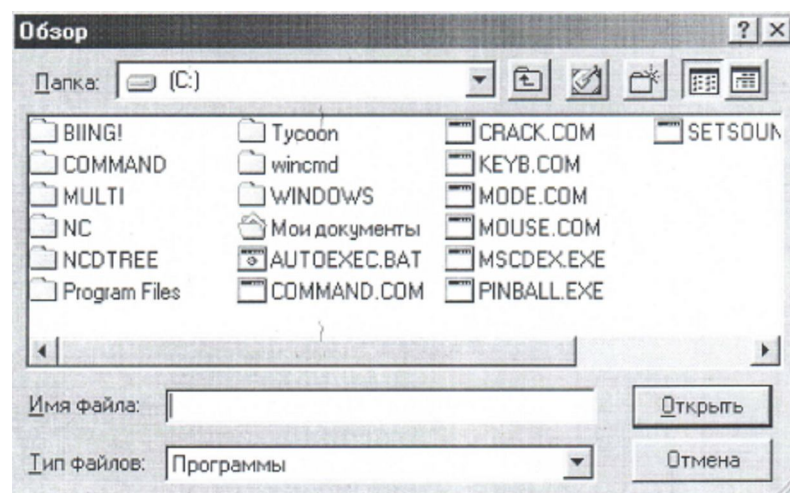 Обзор
Папка: (C:)
BIING! Tycoon CRACK.COM SETSOUN
COMMAND wincmd KEYB.COM
MULTI WINDOWS MODE.COM
NC Мои документы MOUSE.COM
NCDTREE AUTOEXEC.BAT MSCDEX.EXE
Program Files COMMAND.COM PINBALL.EXE
Имя файла: Открыть
Тип файлов: Программы Отмена